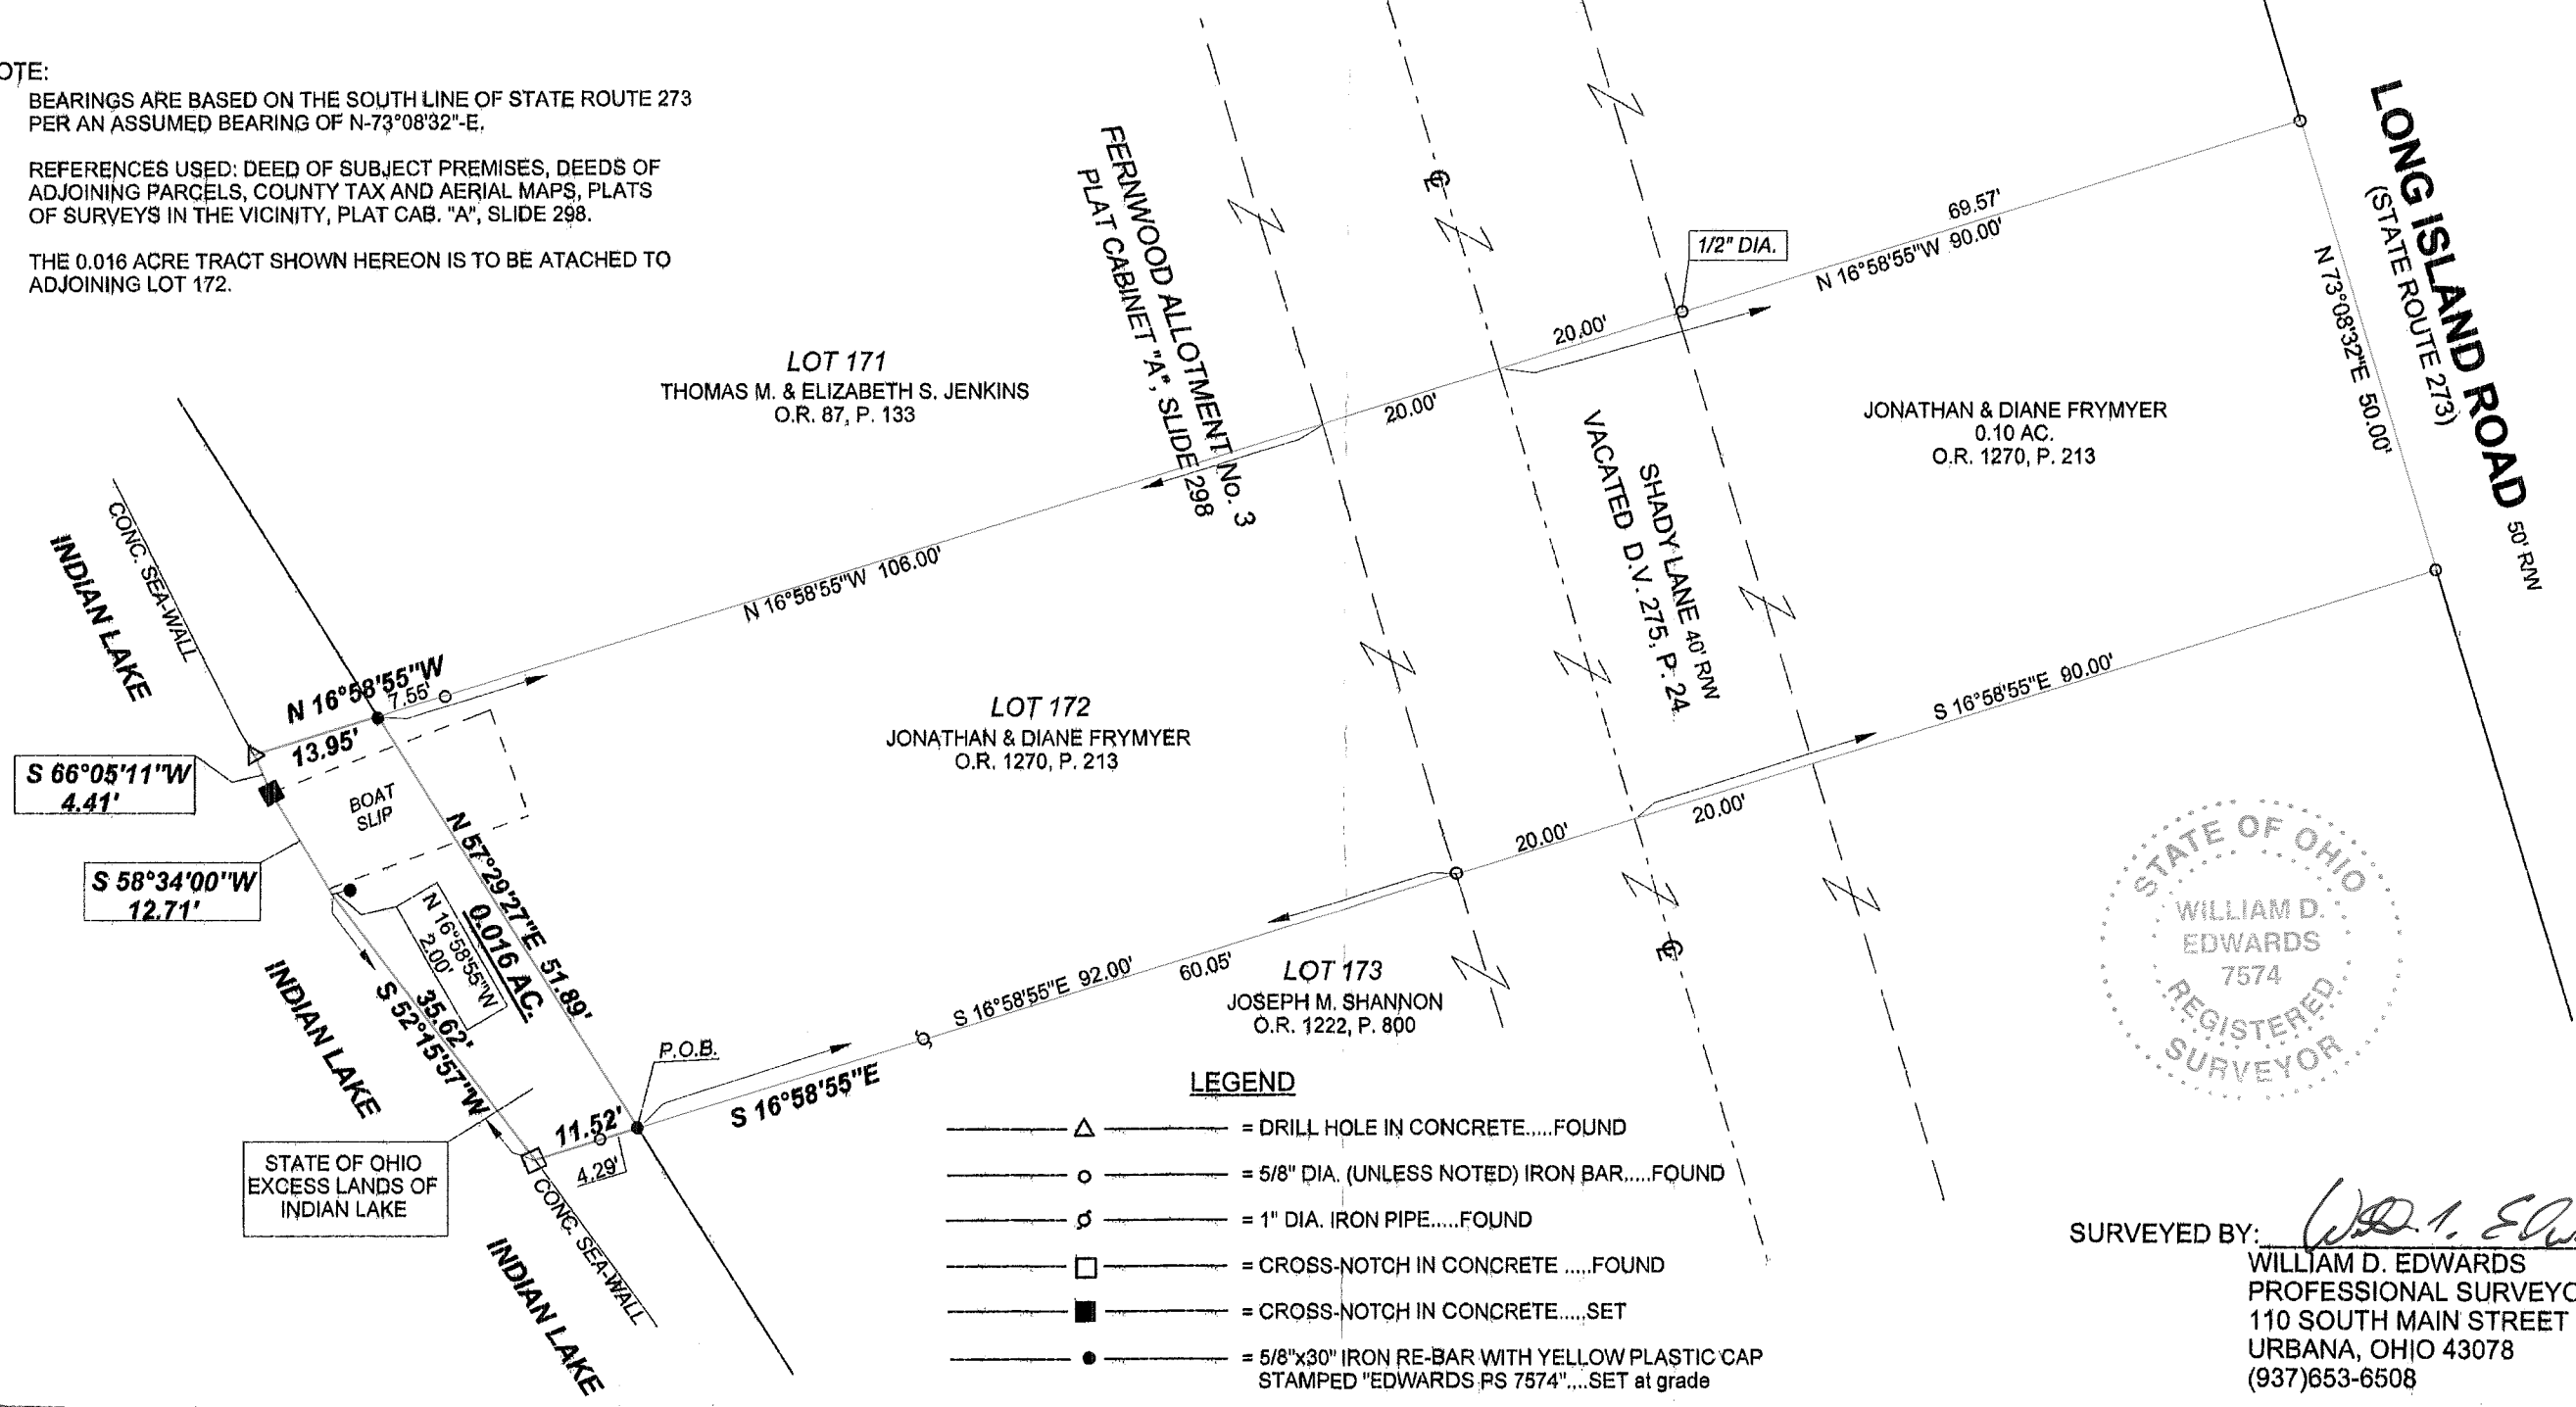 OTE:
BEARINGS ARE BASED ON THE SOUTH LINE OF STATE ROUTE 273
PER AN ASSUMED BEARING OF N-73°08'32"-E.
REFERENCES USED: DEED OF SUBJECT PREMISES, DEEDS OF
ADJOINING PARCELS, COUNTY TAX AND AERIAL MAPS, PLATS
OF SURVEYS IN THE VICINITY, PLAT CAB. "A", SLIDE 298.
THE 0.016 ACRE TRACT SHOWN HEREON IS TO BE ATACHED TO
ADJOINING LOT 172.
FERNWOOD ALLOTMENT No. 3
PLAT CABINET "A", SLIDE 298
LONG ISLAND ROAD 50' R/W
(STATE ROUTE 273)
N 73°08'32"E 50.00'
69.57'
N 16°58'55"W 90.00'
1/2" DIA.
20.00'
20.00'
LOT 171
THOMAS M. & ELIZABETH S. JENKINS
O.R. 87, P. 133
JONATHAN & DIANE FRYMYER
0.10 AC.
O.R. 1270, P. 213
SHADY LANE 40' R/W
VACATED D.V. 275, P. 24
N 16°58'55"W 106.00'
CONC. SEA-WALL
INDIAN LAKE
N 16°58'55"W
7.55'
13.95'
S 66°05'11"W
4.41'
BOAT
SLIP
S 58°34'00"W
12.71'
N 57°29'27"E 51.89'
0.016 AC.
N 16°58'55"W
2.00'
35.62'
S 52°15'57"W
INDIAN LAKE
LOT 172
JONATHAN & DIANE FRYMYER
O.R. 1270, P. 213
S 16°58'55"E 90.00'
20.00'
20.00'
S 16°58'55"E 92.00'
60.05'
LOT 173
JOSEPH M. SHANNON
O.R. 1222, P. 800
P.O.B.
S 16°58'55"E
11.52'
4.29'
STATE OF OHIO
EXCESS LANDS OF
INDIAN LAKE
CONC. SEA-WALL
INDIAN LAKE
LEGEND
= DRILL HOLE IN CONCRETE.....FOUND
= 5/8" DIA. (UNLESS NOTED) IRON BAR.....FOUND
= 1" DIA. IRON PIPE.....FOUND
= CROSS-NOTCH IN CONCRETE .....FOUND
= CROSS-NOTCH IN CONCRETE.....SET
= 5/8"x30" IRON RE-BAR WITH YELLOW PLASTIC CAP
STAMPED "EDWARDS PS 7574"....SET at grade
STATE OF OHIO
WILLIAM D.
EDWARDS
7574
REGISTERED
SURVEYOR
SURVEYED BY:
WILLIAM D. EDWARDS
PROFESSIONAL SURVEYO
110 SOUTH MAIN STREET
URBANA, OHIO 43078
(937)653-6508